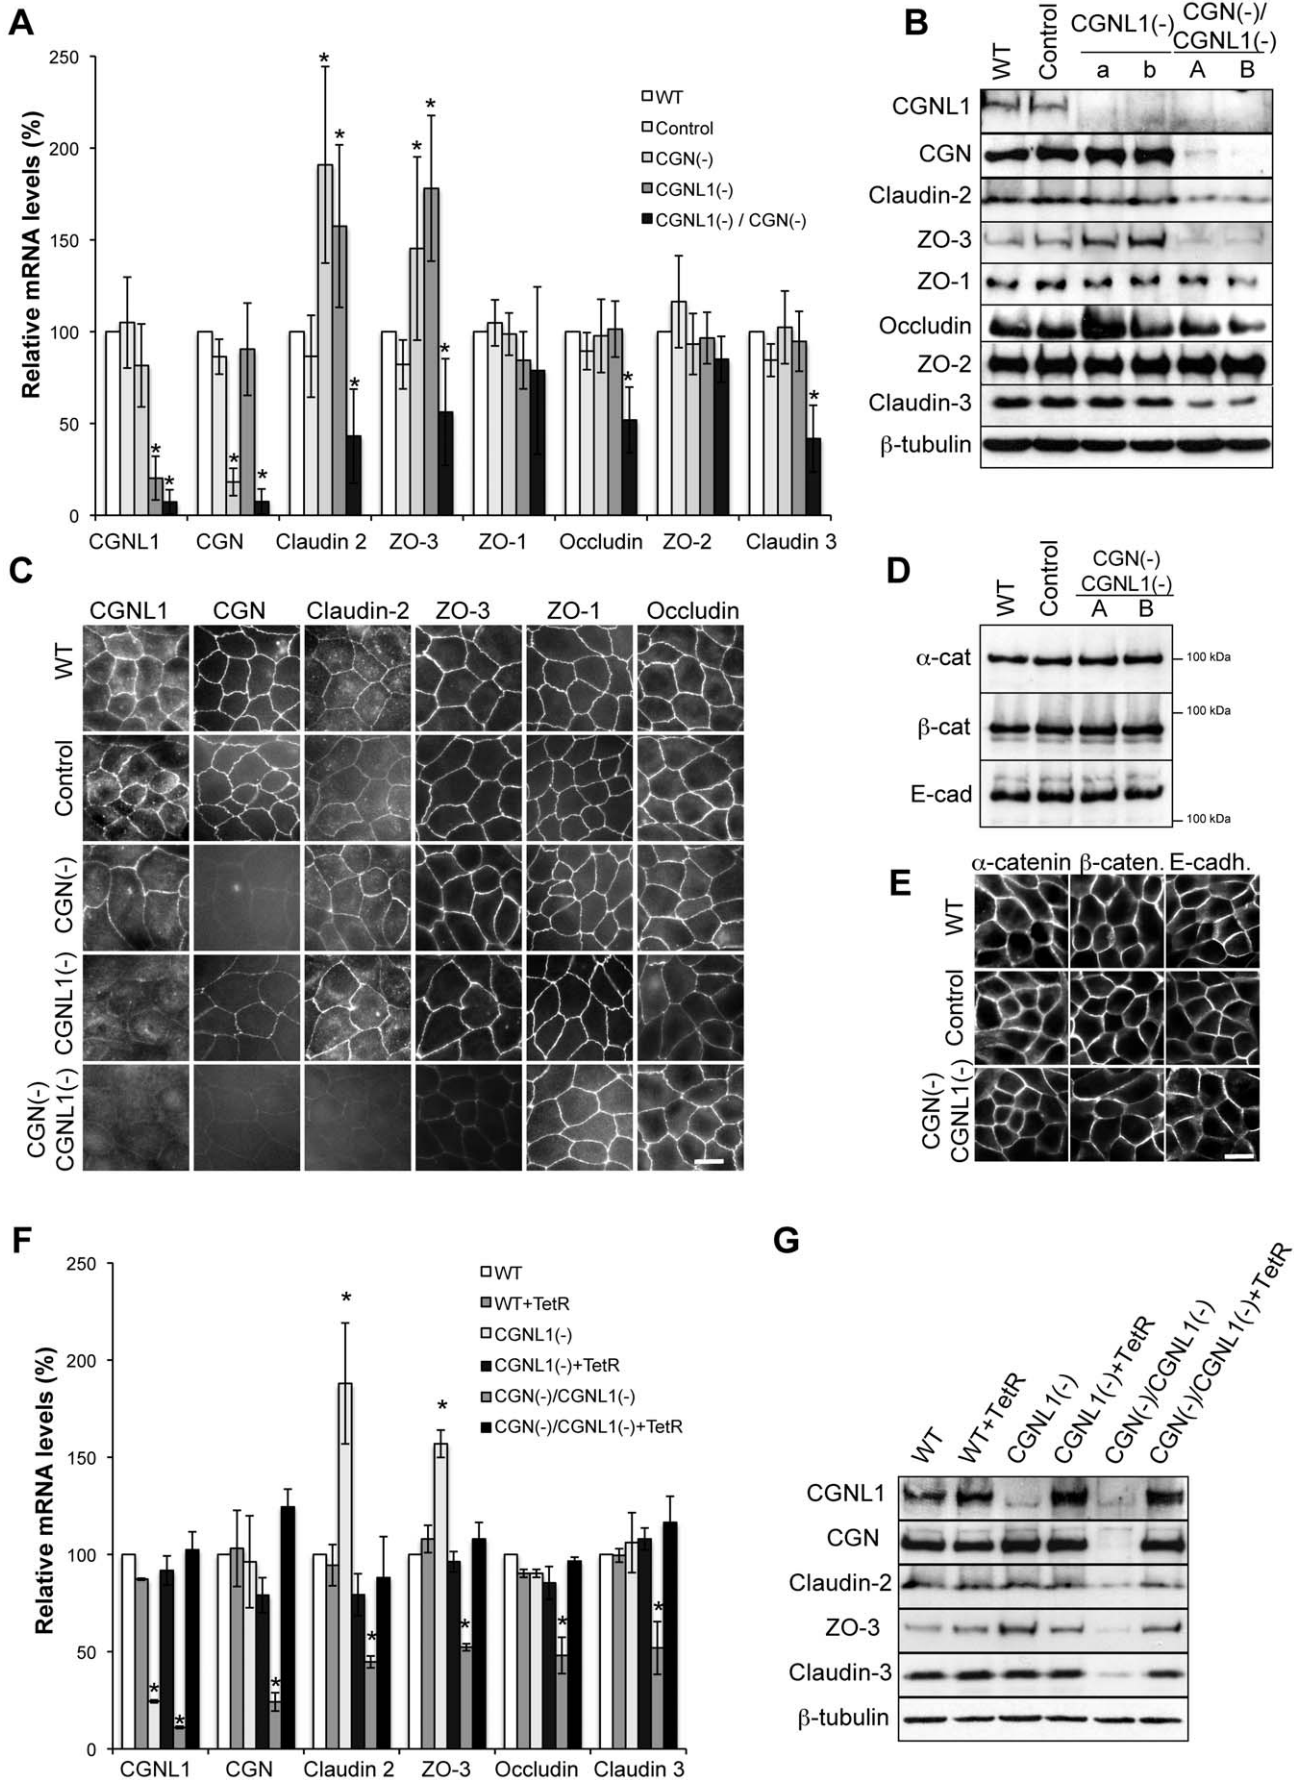 A
Relative mRNA levels (%)
250
200
150
100
50
0
WT
Control
CGN(-)
CGNL1(-)
CGNL1(-) / CGN(-)
* * * * * * * * * * * *
CGNL1 CGN Claudin 2 ZO-3 ZO-1 Occludin ZO-2 Claudin 3
B
WT Control CGNL1(-) CGN(-)/
CGNL1(-)
a b A B
CGNL1
CGN
Claudin-2
ZO-3
ZO-1
Occludin
ZO-2
Claudin-3
β-tubulin
C
CGNL1 CGN Claudin-2 ZO-3 ZO-1 Occludin
WT
Control
CGN(-)
CGNL1(-)
CGN(-)
CGNL1(-)
D
WT Control CGN(-)
CGNL1(-)
A B
α-cat 100 kDa
β-cat 100 kDa
E-cad 100 kDa
E
α-catenin β-caten. E-cadh.
WT
Control
CGN(-)
CGNL1(-)
F
Relative mRNA levels (%)
250
200
150
100
50
0
WT
WT+TetR
CGNL1(-)
CGNL1(-)+TetR
CGN(-)/CGNL1(-)
CGN(-)/CGNL1(-)+TetR
* * * * * * * * *
CGNL1 CGN Claudin 2 ZO-3 Occludin Claudin 3
G
WT
WT+TetR
CGNL1(-)
CGNL1(-)+TetR
CGN(-)/CGNL1(-)
CGN(-)/CGNL1(-)+TetR
CGNL1
CGN
Claudin-2
ZO-3
Claudin-3
β-tubulin